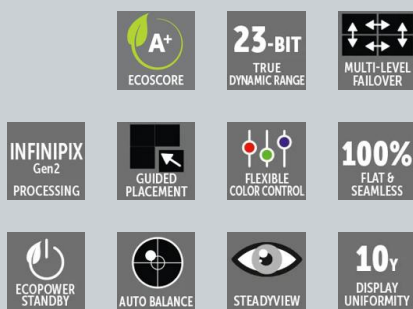 A+
ECOSCORE
23-BIT
TRUE
DYNAMIC RANGE
MULTI-LEVEL
FAILOVER
INFINIPIX
Gen2
PROCESSING
GUIDED
PLACEMENT
FLEXIBLE
COLOR CONTROL
100%
FLAT &
SEAMLESS
ECOPOWER
STANDBY
AUTO BALANCE
STEADYVIEW
10Y
DISPLAY
UNIFORMITY